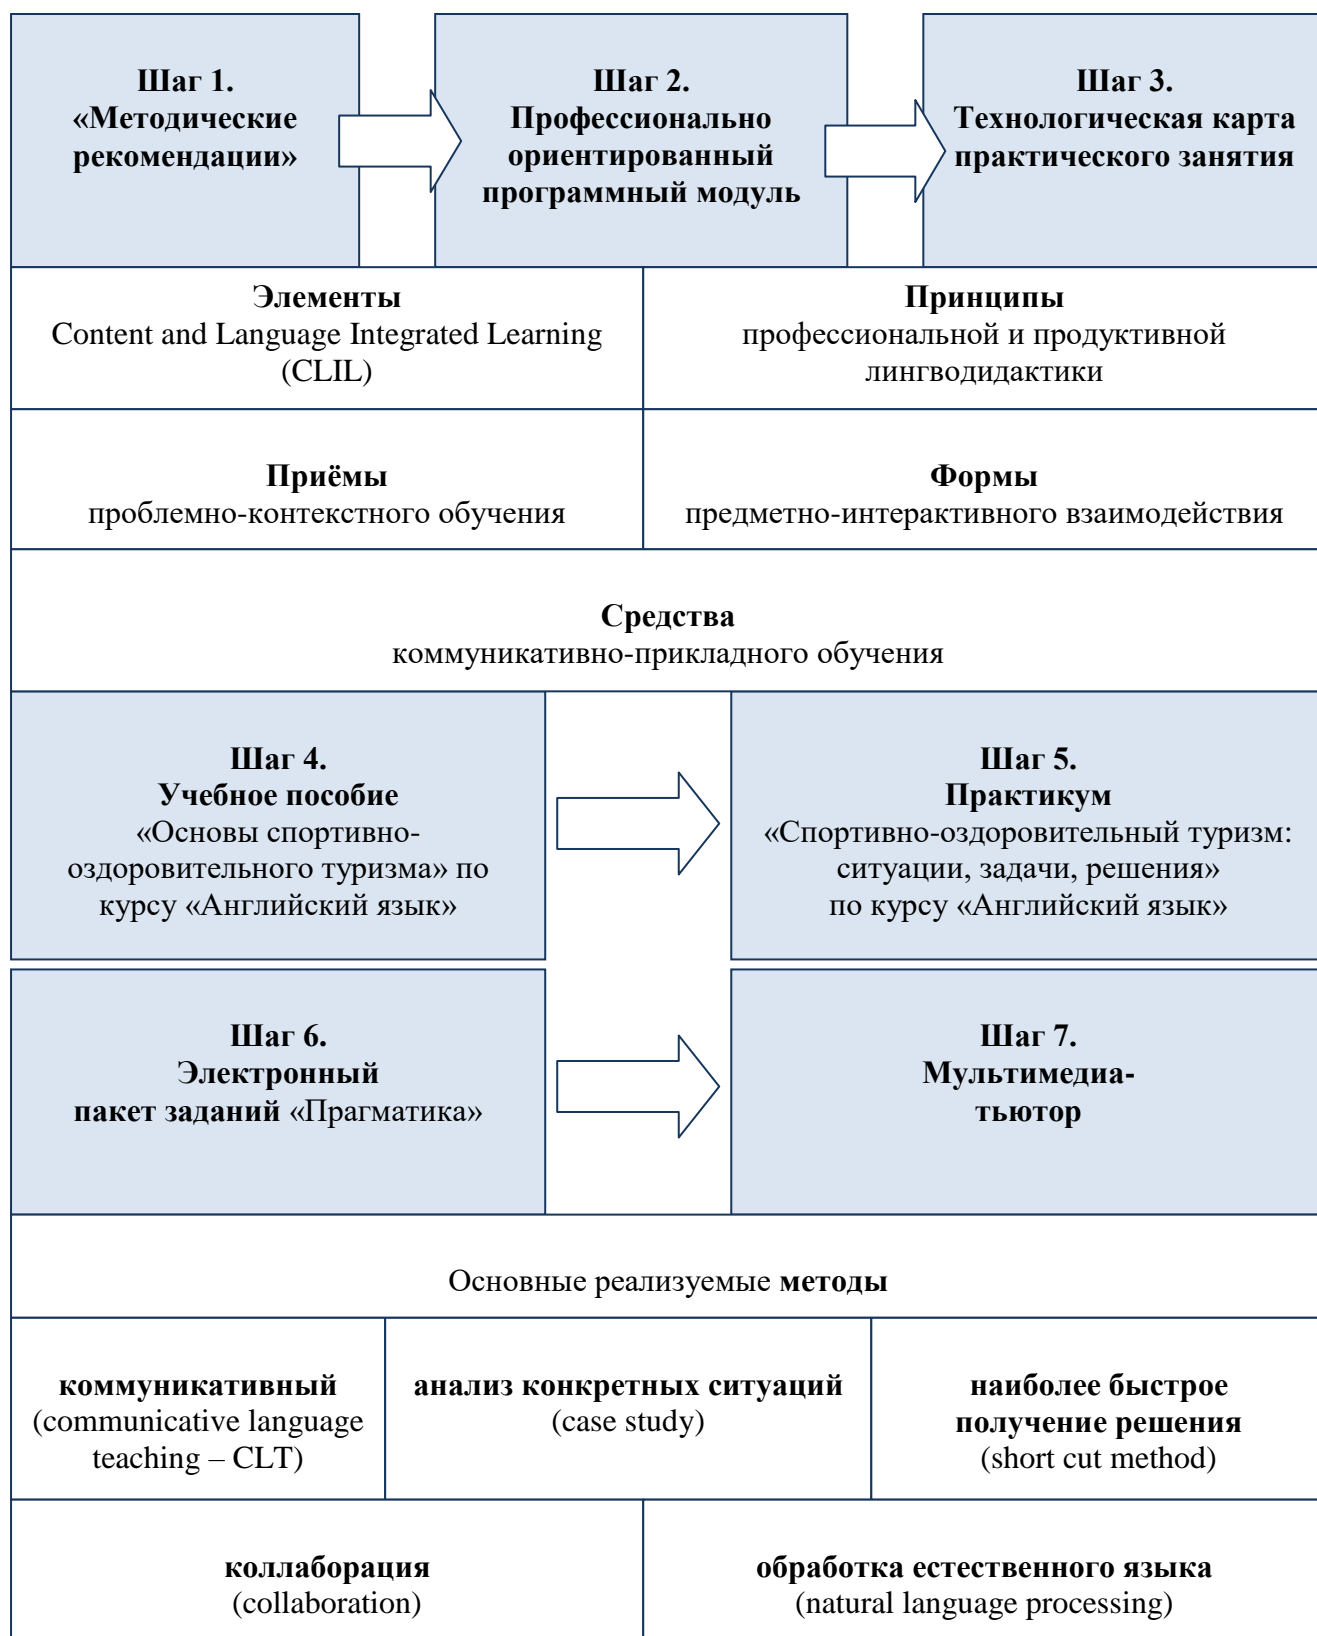 Шаг 1.
«Методические
рекомендации»
Шаг 2.
Профессионально
ориентированный
программный модуль
Шаг 3.
Технологическая карта
практического занятия
Элементы
Content and Language Integrated Learning
(CLIL)
Принципы
профессиональной и продуктивной
лингводидактики
Приёмы
проблемно-контекстного обучения
Формы
предметно-интерактивного взаимодействия
Средства
коммуникативно-прикладного обучения
Шаг 4.
Учебное пособие
«Основы спортивно-
оздоровительного туризма» по
курсу «Английский язык»
Шаг 5.
Практикум
«Спортивно-оздоровительный туризм:
ситуации, задачи, решения»
по курсу «Английский язык»
Шаг 6.
Электронный
пакет заданий «Прагматика»
Шаг 7.
Мультимедиа-
тьютор
Основные реализуемые методы
коммуникативный
(communicative language
teaching – CLT)
анализ конкретных ситуаций
(case study)
наиболее быстрое
получение решения
(short cut method)
коллаборация
(collaboration)
обработка естественного языка
(natural language processing)